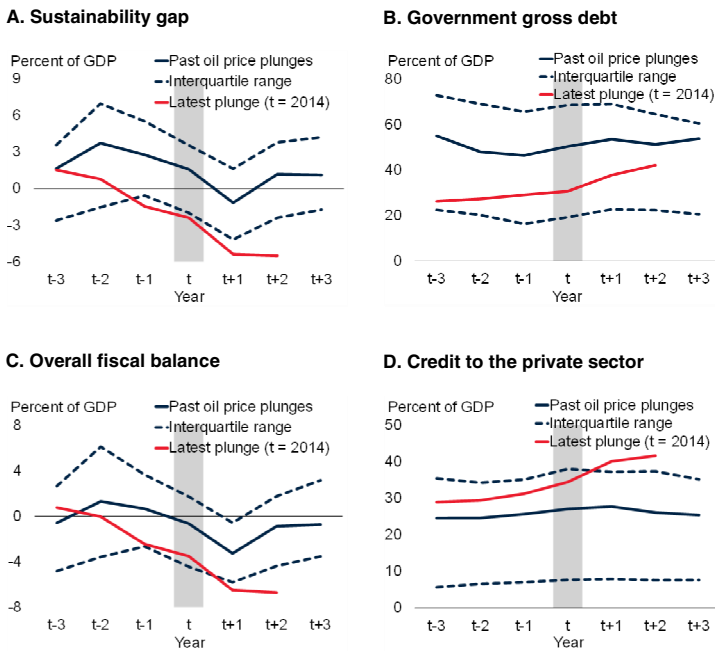 A. Sustainability gap
Percent of GDP
Past oil price plunges
Interquartile range
Latest plunge (t = 2014)
9
6
3
0
-3
-6
t-3 t-2 t-1 t t+1 t+2 t+3
Year
B. Government gross debt
Percent of GDP
Past oil price plunges
Interquartile range
Latest plunge (t = 2014)
80
60
40
20
0
t-3 t-2 t-1 t t+1 t+2 t+3
Year
C. Overall fiscal balance
Percent of GDP
Past oil price plunges
Interquartile range
Latest plunge (t = 2014)
8
4
0
-4
-8
t-3 t-2 t-1 t t+1 t+2 t+3
Year
D. Credit to the private sector
Percent of GDP
Past oil price plunges
Interquartile range
Latest plunge (t = 2014)
50
40
30
20
10
0
t-3 t-2 t-1 t t+1 t+2 t+3
Year